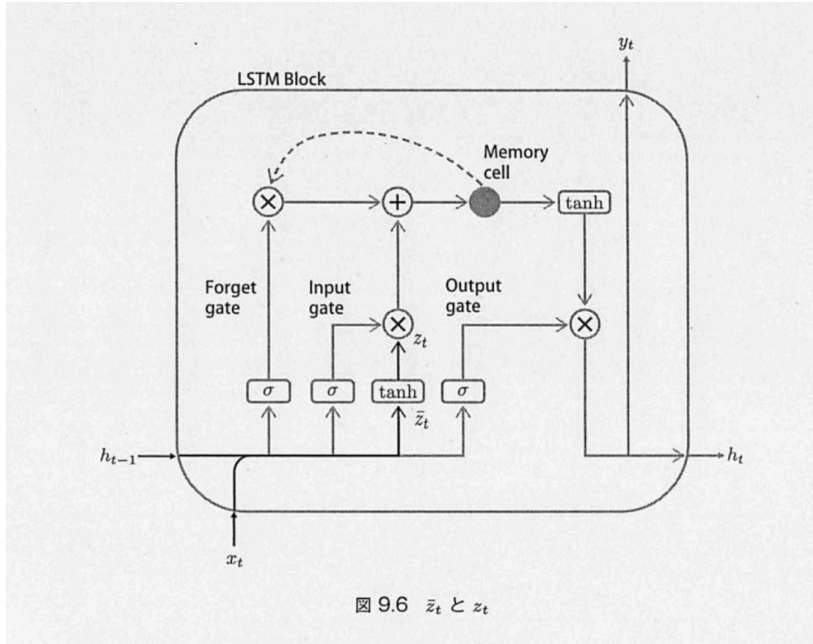 y_t
LSTM Block
Memory
cell
× + tanh
Forget
gate
Input
gate
Output
gate
× z_t ×
σ σ tanh σ
z̄_t
h_{t−1} h_t
x_t
図 9.6 z̄_t と z_t